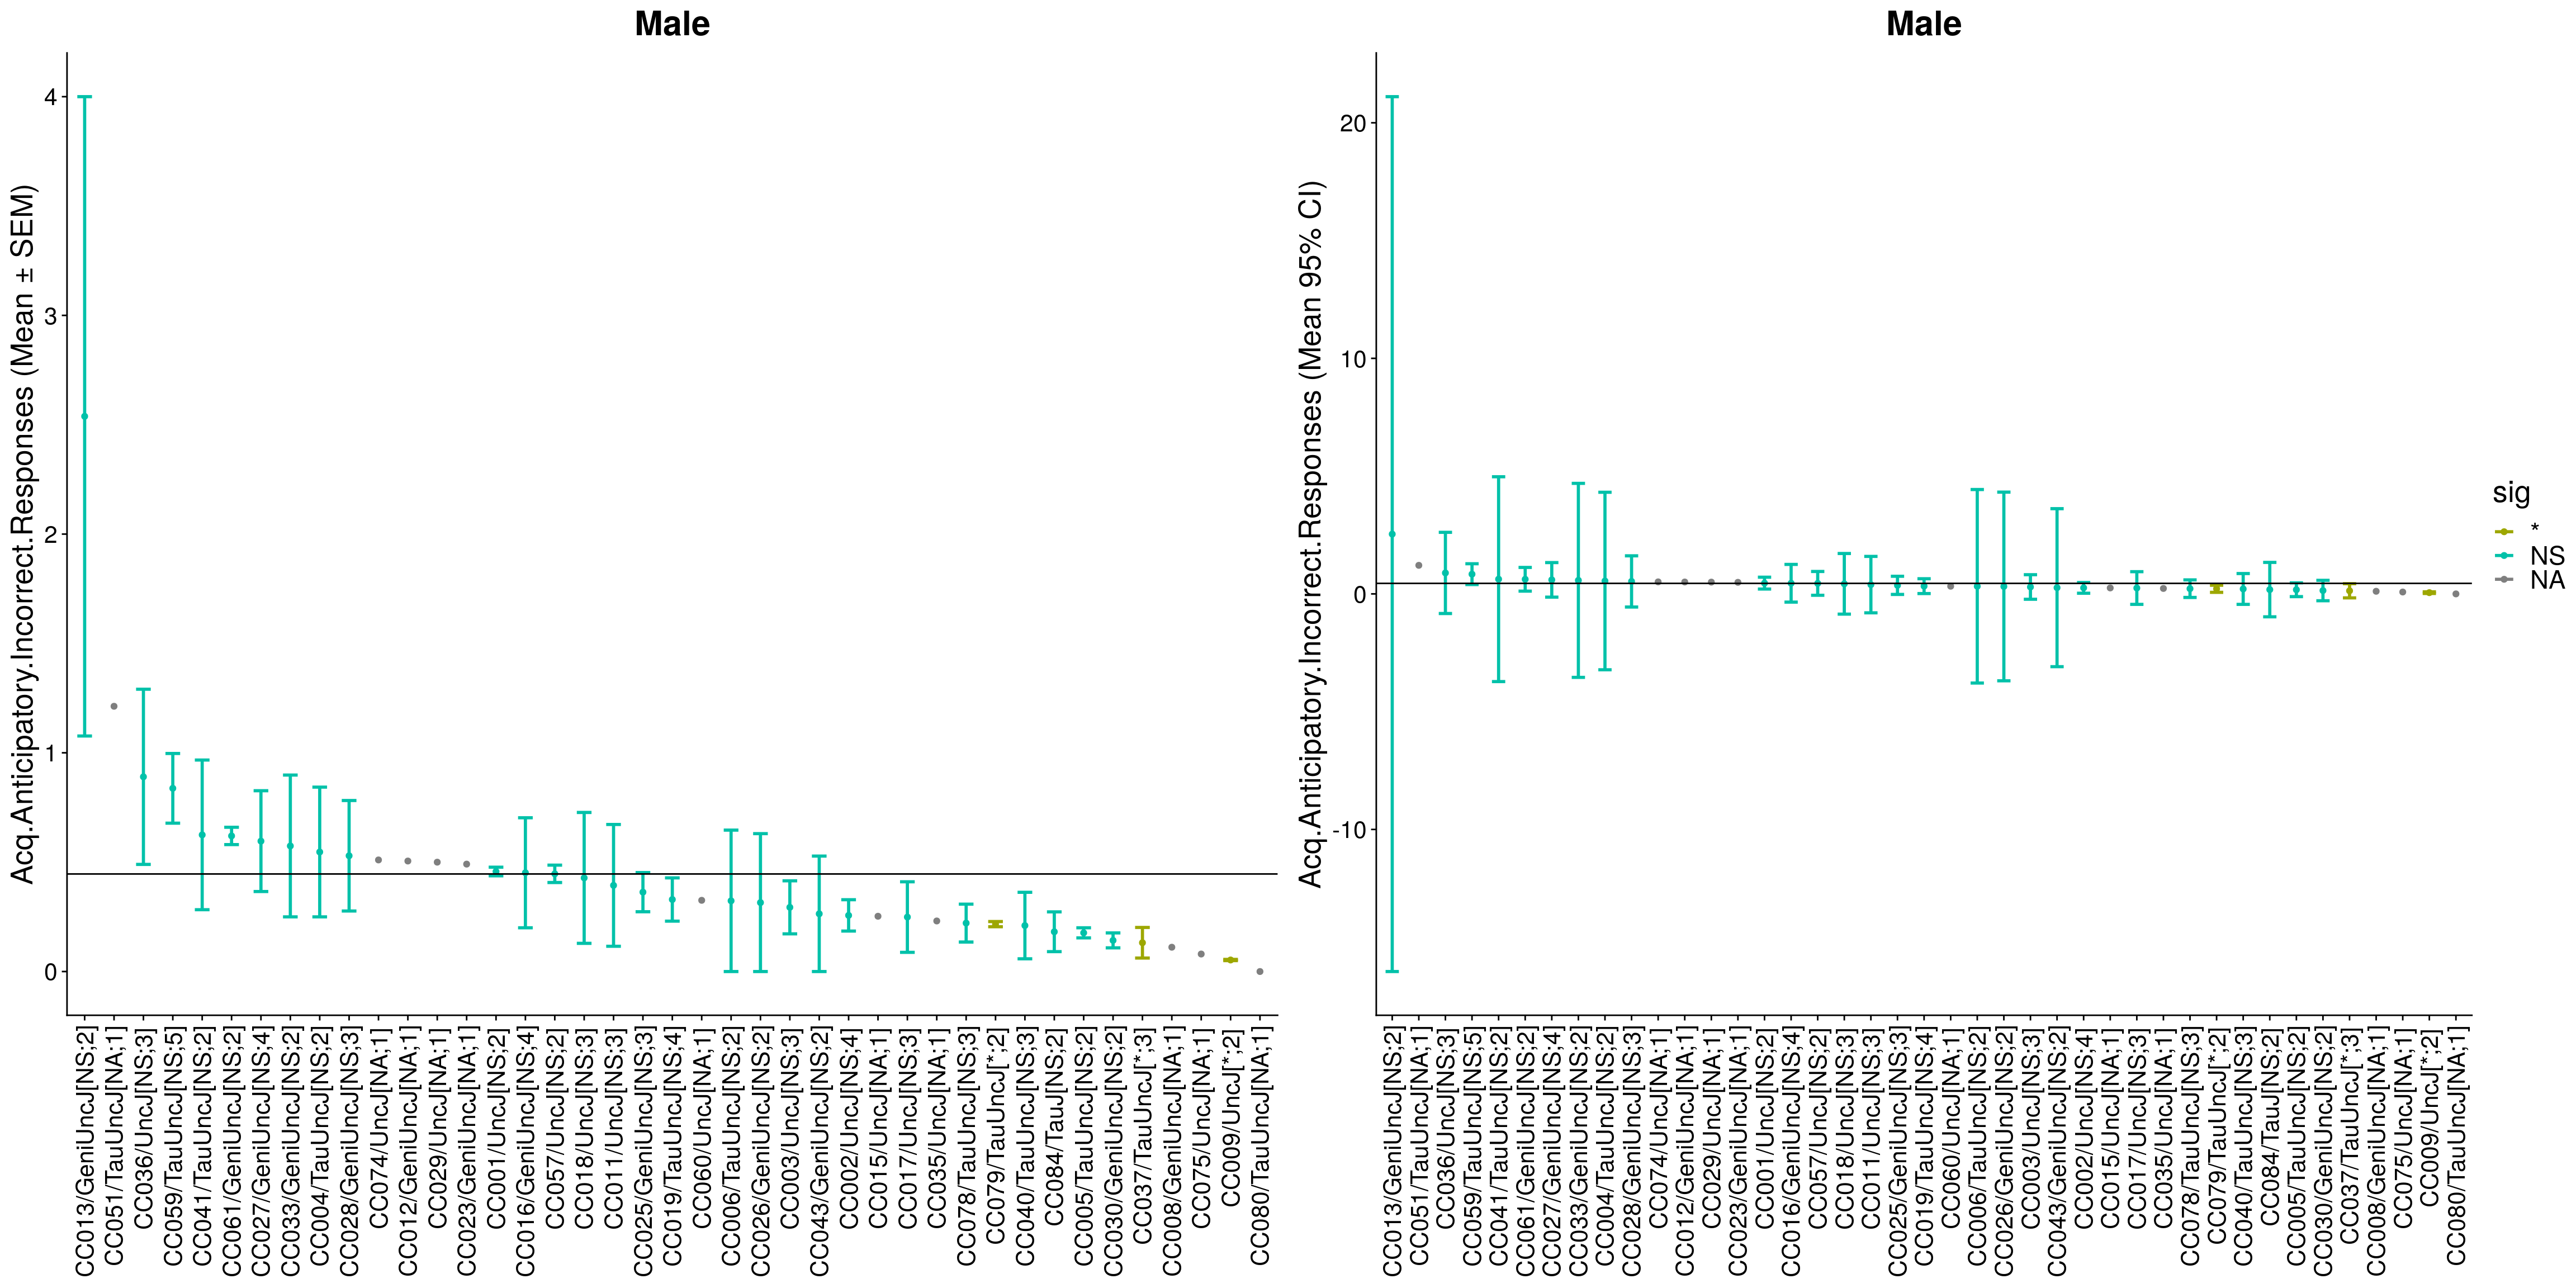 Male
Acq.Anticipatory.Incorrect.Responses (Mean ± SEM)
4
3
2
1
0
CC013/GeniUncJ[NS;2]
CC051/TauUncJ[NA;1]
CC036/UncJ[NS;3]
CC059/TauUncJ[NS;5]
CC041/TauUncJ[NS;2]
CC061/GeniUncJ[NS;2]
CC027/GeniUncJ[NS;4]
CC033/GeniUncJ[NS;2]
CC004/TauUncJ[NS;2]
CC028/GeniUncJ[NS;3]
CC074/UncJ[NA;1]
CC012/GeniUncJ[NA;1]
CC029/UncJ[NA;1]
CC023/GeniUncJ[NA;1]
CC001/UncJ[NS;2]
CC016/GeniUncJ[NS;4]
CC057/UncJ[NS;2]
CC018/UncJ[NS;3]
CC011/UncJ[NS;3]
CC025/GeniUncJ[NS;3]
CC019/TauUncJ[NS;4]
CC060/UncJ[NA;1]
CC006/TauUncJ[NS;2]
CC026/GeniUncJ[NS;2]
CC003/UncJ[NS;3]
CC043/GeniUncJ[NS;2]
CC002/UncJ[NS;4]
CC015/UncJ[NA;1]
CC017/UncJ[NS;3]
CC035/UncJ[NA;1]
CC078/TauUncJ[NS;3]
CC079/TauUncJ[*;2]
CC040/TauUncJ[NS;3]
CC084/TauJ[NS;2]
CC005/TauUncJ[NS;2]
CC030/GeniUncJ[NS;2]
CC037/TauUncJ[*;3]
CC008/GeniUncJ[NA;1]
CC075/UncJ[NA;1]
CC009/UncJ[*;2]
CC080/TauUncJ[NA;1]
Male
Acq.Anticipatory.Incorrect.Responses (Mean 95% CI)
20
10
0
-10
CC013/GeniUncJ[NS;2]
CC051/TauUncJ[NA;1]
CC036/UncJ[NS;3]
CC059/TauUncJ[NS;5]
CC041/TauUncJ[NS;2]
CC061/GeniUncJ[NS;2]
CC027/GeniUncJ[NS;4]
CC033/GeniUncJ[NS;2]
CC004/TauUncJ[NS;2]
CC028/GeniUncJ[NS;3]
CC074/UncJ[NA;1]
CC012/GeniUncJ[NA;1]
CC029/UncJ[NA;1]
CC023/GeniUncJ[NA;1]
CC001/UncJ[NS;2]
CC016/GeniUncJ[NS;4]
CC057/UncJ[NS;2]
CC018/UncJ[NS;3]
CC011/UncJ[NS;3]
CC025/GeniUncJ[NS;3]
CC019/TauUncJ[NS;4]
CC060/UncJ[NA;1]
CC006/TauUncJ[NS;2]
CC026/GeniUncJ[NS;2]
CC003/UncJ[NS;3]
CC043/GeniUncJ[NS;2]
CC002/UncJ[NS;4]
CC015/UncJ[NA;1]
CC017/UncJ[NS;3]
CC035/UncJ[NA;1]
CC078/TauUncJ[NS;3]
CC079/TauUncJ[*;2]
CC040/TauUncJ[NS;3]
CC084/TauJ[NS;2]
CC005/TauUncJ[NS;2]
CC030/GeniUncJ[NS;2]
CC037/TauUncJ[*;3]
CC008/GeniUncJ[NA;1]
CC075/UncJ[NA;1]
CC009/UncJ[*;2]
CC080/TauUncJ[NA;1]
sig
*
NS
NA